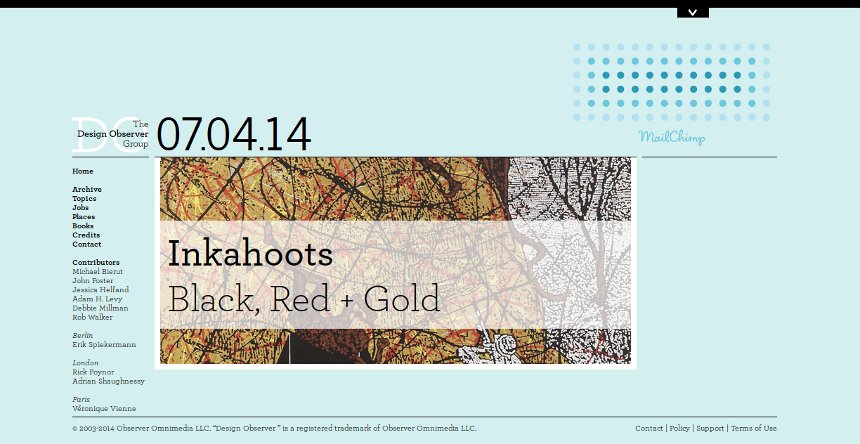 The
Design Observer
Group
07.04.14
MailChimp
Home
Archive
Topics
Jobs
Places
Books
Credits
Contact
Contributors
Michael Bierut
John Foster
Jessica Helfand
Adam H. Levy
Debbie Millman
Rob Walker
Berlin
Erik Spiekermann
London
Rick Poynor
Adrian Shaughnessy
Paris
Véronique Vienne
Inkahoots
Black, Red + Gold
© 2003-2014 Observer Omnimedia LLC. "Design Observer " is a registered trademark of Observer Omnimedia LLC.
Contact | Policy | Support | Terms of Use